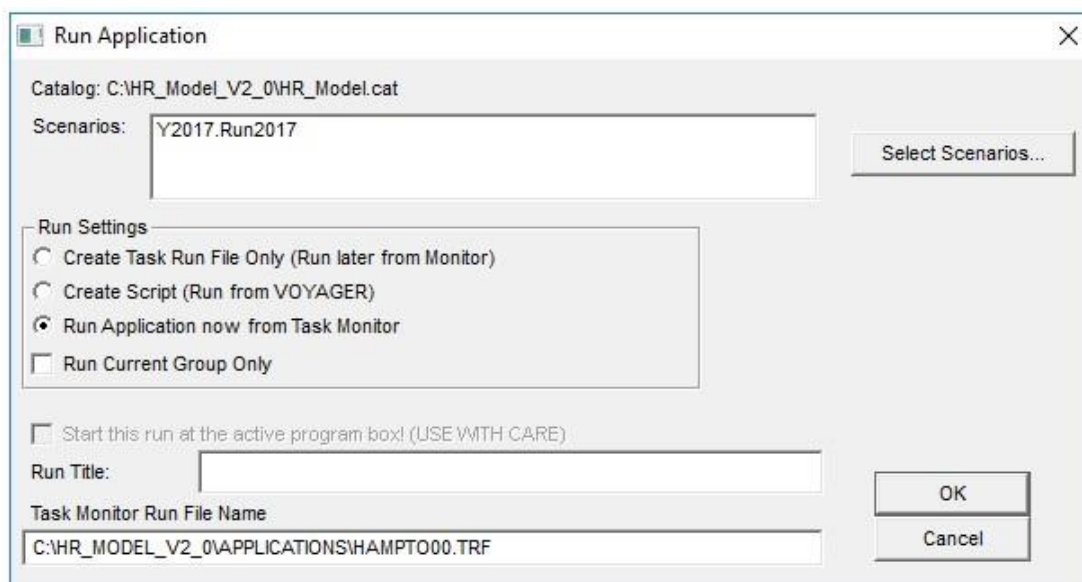 Run Application
Catalog: C:\HR_Model_V2_0\HR_Model.cat
Scenarios:
Y2017.Run2017
Select Scenarios...
Run Settings
Create Task Run File Only (Run later from Monitor)
Create Script (Run from VOYAGER)
Run Application now from Task Monitor
Run Current Group Only
Start this run at the active program box! (USE WITH CARE)
Run Title:
OK
Task Monitor Run File Name
C:\HR_MODEL_V2_0\APPLICATIONS\HAMPTO00.TRF
Cancel